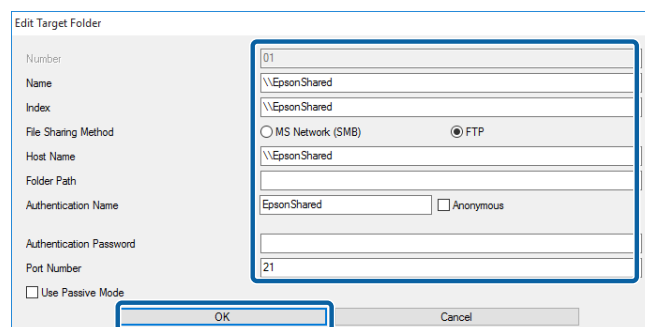 Edit Target Folder
Number 01
Name \\EpsonShared
Index \\EpsonShared
File Sharing Method MS Network (SMB) FTP
Host Name \\EpsonShared
Folder Path
Authentication Name EpsonShared Anonymous
Authentication Password
Port Number 21
Use Passive Mode
OK Cancel